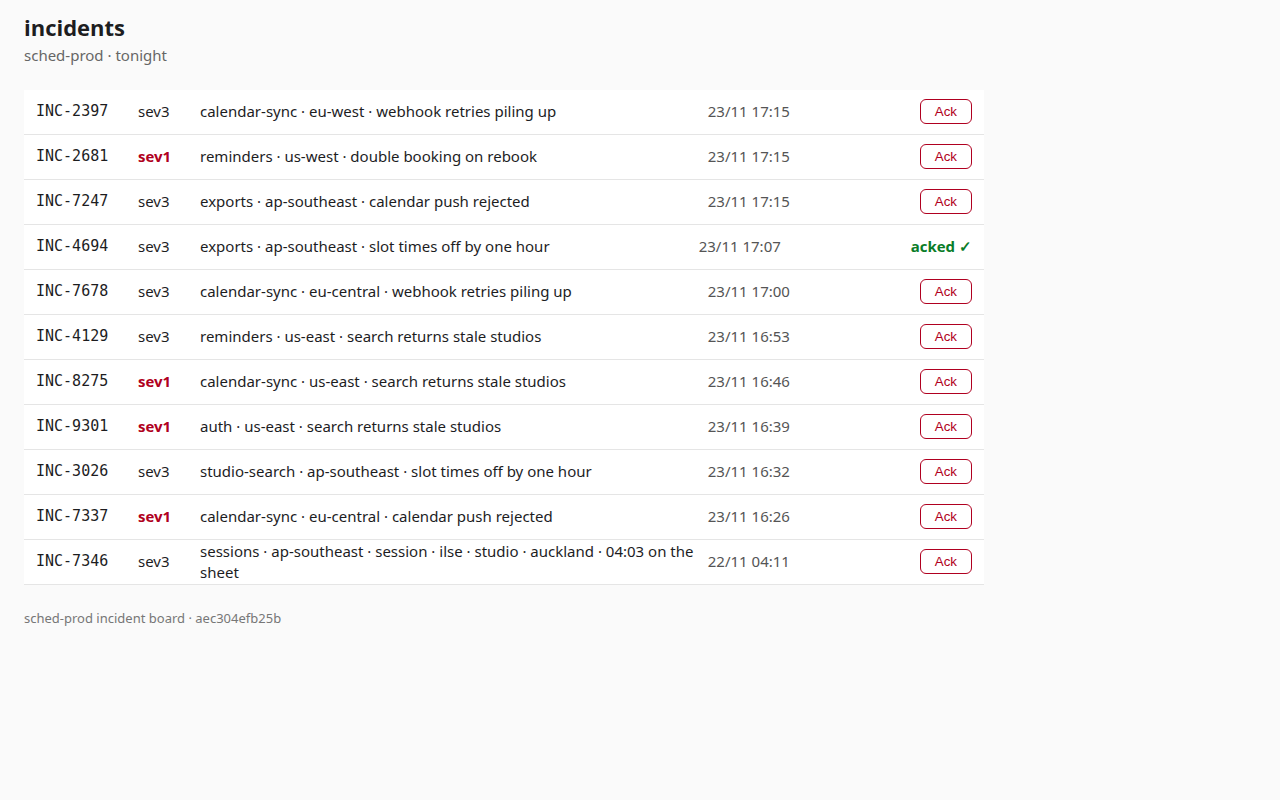 incidents
sched-prod · tonight
INC-2397 sev3 calendar-sync · eu-west · webhook retries piling up 23/11 17:15 Ack
INC-2681 sev1 reminders · us-west · double booking on rebook 23/11 17:15 Ack
INC-7247 sev3 exports · ap-southeast · calendar push rejected 23/11 17:15 Ack
INC-4694 sev3 exports · ap-southeast · slot times off by one hour 23/11 17:07 acked ✓
INC-7678 sev3 calendar-sync · eu-central · webhook retries piling up 23/11 17:00 Ack
INC-4129 sev3 reminders · us-east · search returns stale studios 23/11 16:53 Ack
INC-8275 sev1 calendar-sync · us-east · search returns stale studios 23/11 16:46 Ack
INC-9301 sev1 auth · us-east · search returns stale studios 23/11 16:39 Ack
INC-3026 sev3 studio-search · ap-southeast · slot times off by one hour 23/11 16:32 Ack
INC-7337 sev1 calendar-sync · eu-central · calendar push rejected 23/11 16:26 Ack
INC-7346 sev3 sessions · ap-southeast · session · ilse · studio · auckland · 04:03 on the 22/11 04:11 Ack
sheet
sched-prod incident board · aec304efb25b